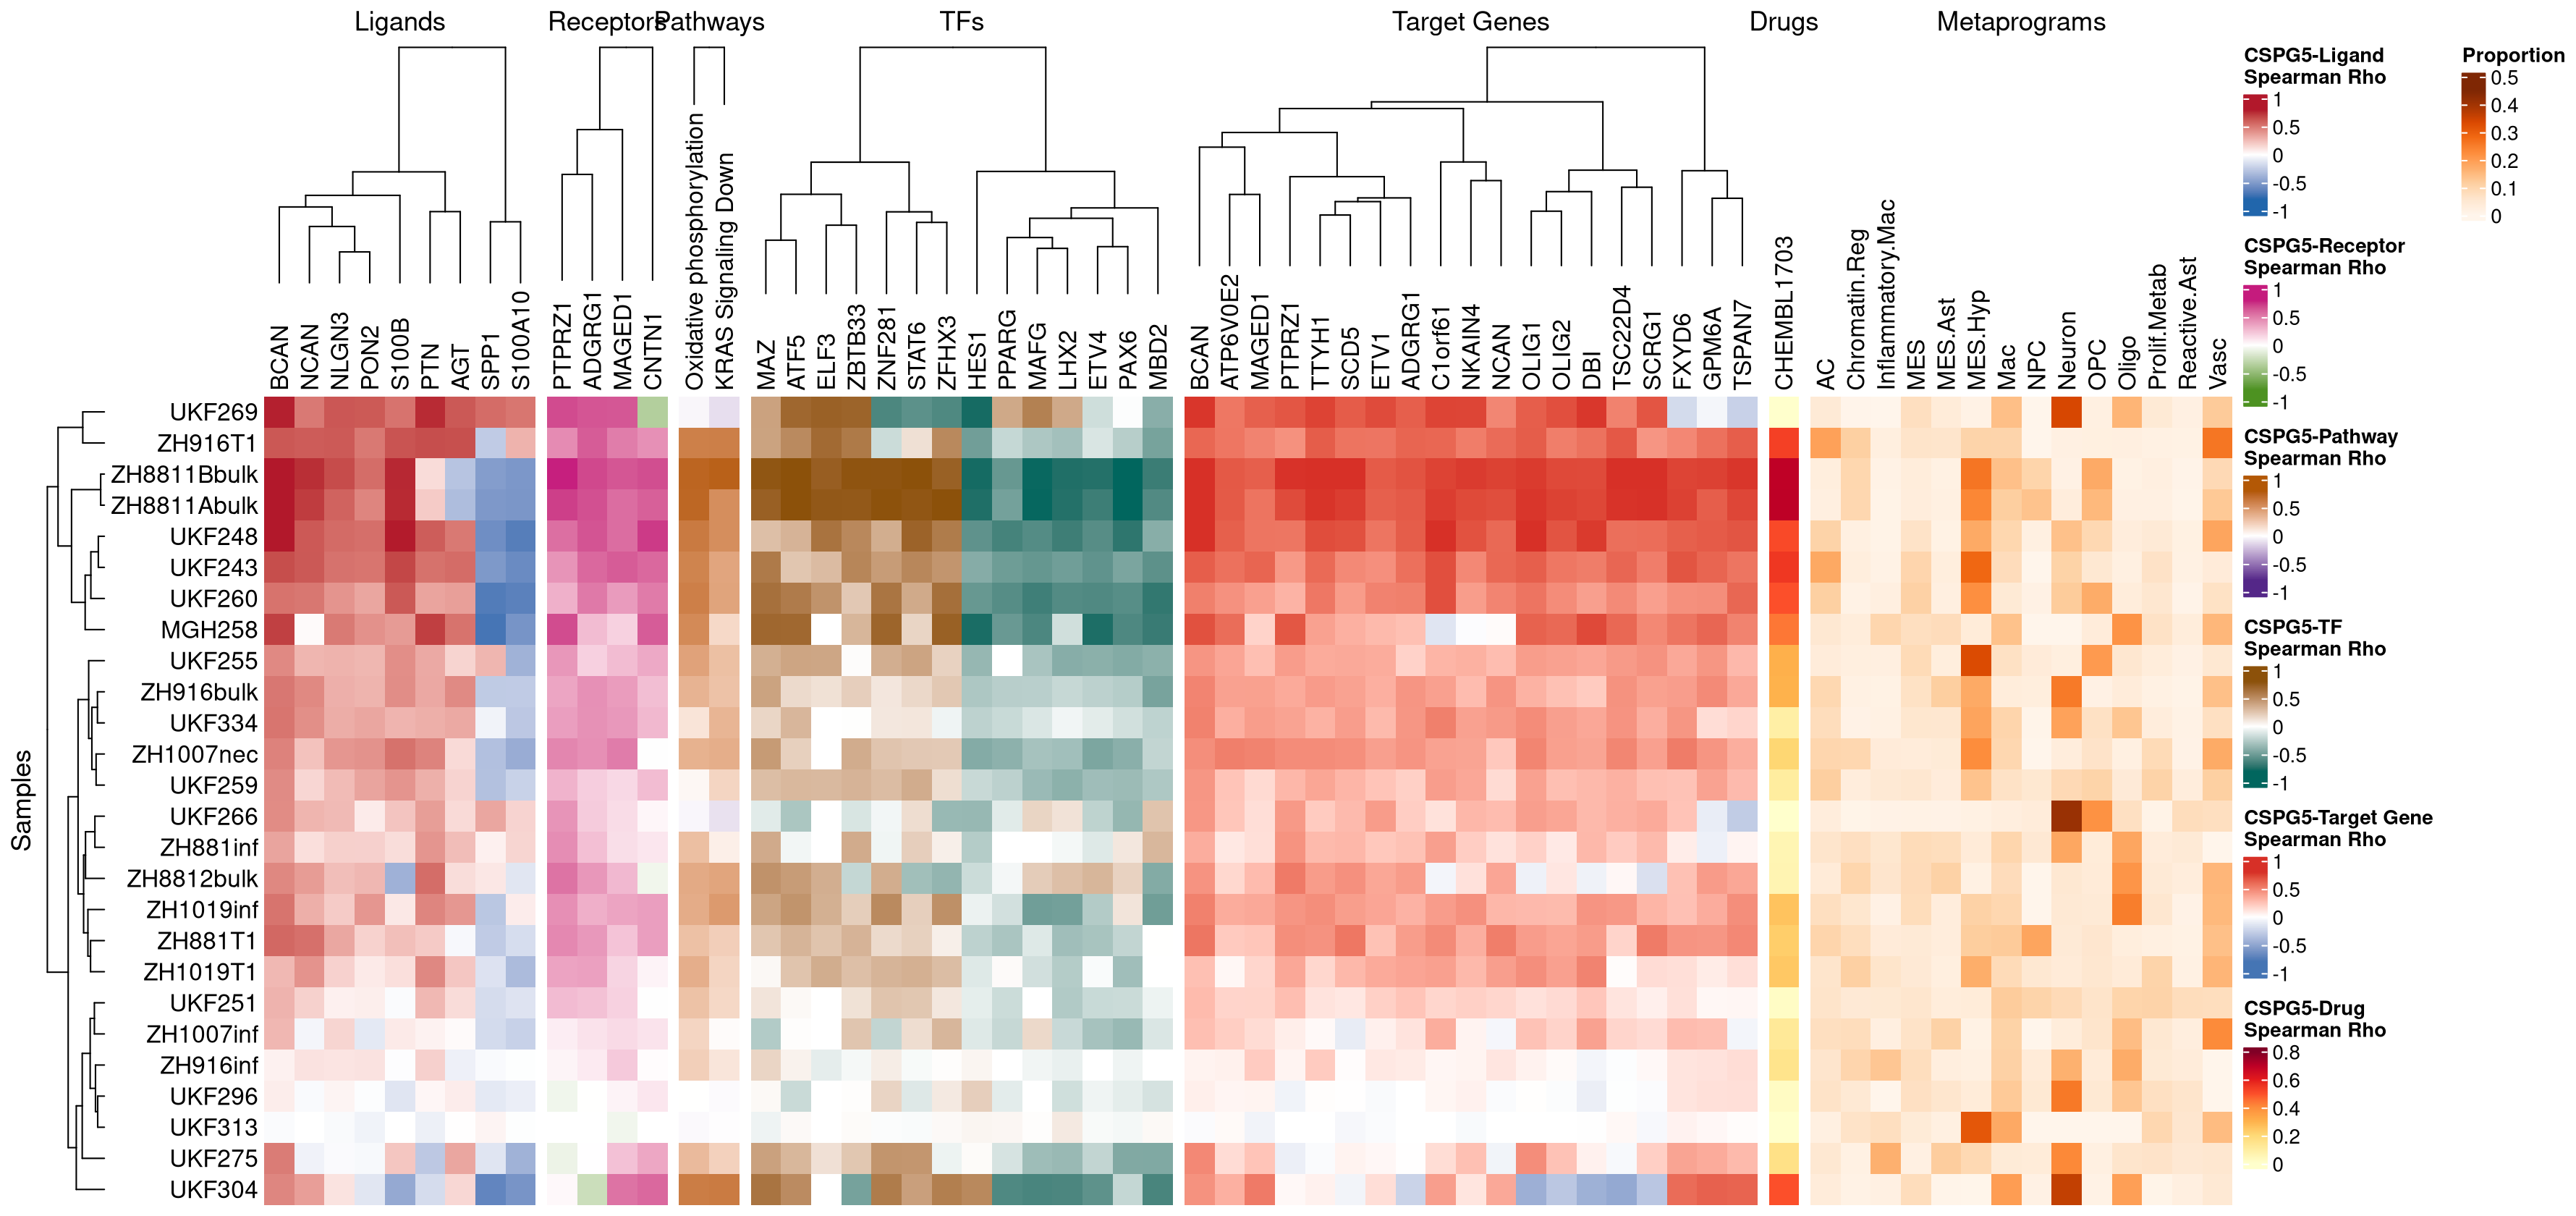 Ligands
Receptors
Pathways
TFs
Target Genes
Drugs
Metaprograms
BCAN
NCAN
NLGN3
PON2
S100B
PTN
AGT
SPP1
S100A10
PTPRZ1
ADGRG1
MAGED1
CNTN1
Oxidative phosphorylation
KRAS Signaling Down
MAZ
ATF5
ELF3
ZBTB33
ZNF281
STAT6
ZFHX3
HES1
PPARG
MAFG
LHX2
ETV4
PAX6
MBD2
BCAN
ATP6V0E2
MAGED1
PTPRZ1
TTYH1
SCD5
ETV1
ADGRG1
C1orf61
NKAIN4
NCAN
OLIG1
OLIG2
DBI
TSC22D4
SCRG1
FXYD6
GPM6A
TSPAN7
CHEMBL1703
AC
Chromatin.Reg
Inflammatory.Mac
MES
MES.Ast
MES.Hyp
Mac
NPC
Neuron
OPC
Oligo
Prolif.Metab
Reactive.Ast
Vasc
Samples
UKF269
ZH916T1
ZH8811Bbulk
ZH8811Abulk
UKF248
UKF243
UKF260
MGH258
UKF255
ZH916bulk
UKF334
ZH1007nec
UKF259
UKF266
ZH881inf
ZH8812bulk
ZH1019inf
ZH881T1
ZH1019T1
UKF251
ZH1007inf
ZH916inf
UKF296
UKF313
UKF275
UKF304
CSPG5-Ligand
Spearman Rho
1
0.5
0
-0.5
-1
CSPG5-Receptor
Spearman Rho
1
0.5
0
-0.5
-1
CSPG5-Pathway
Spearman Rho
1
0.5
0
-0.5
-1
CSPG5-TF
Spearman Rho
1
0.5
0
-0.5
-1
CSPG5-Target Gene
Spearman Rho
1
0.5
0
-0.5
-1
CSPG5-Drug
Spearman Rho
0.8
0.6
0.4
0.2
0
Proportion
0.5
0.4
0.3
0.2
0.1
0